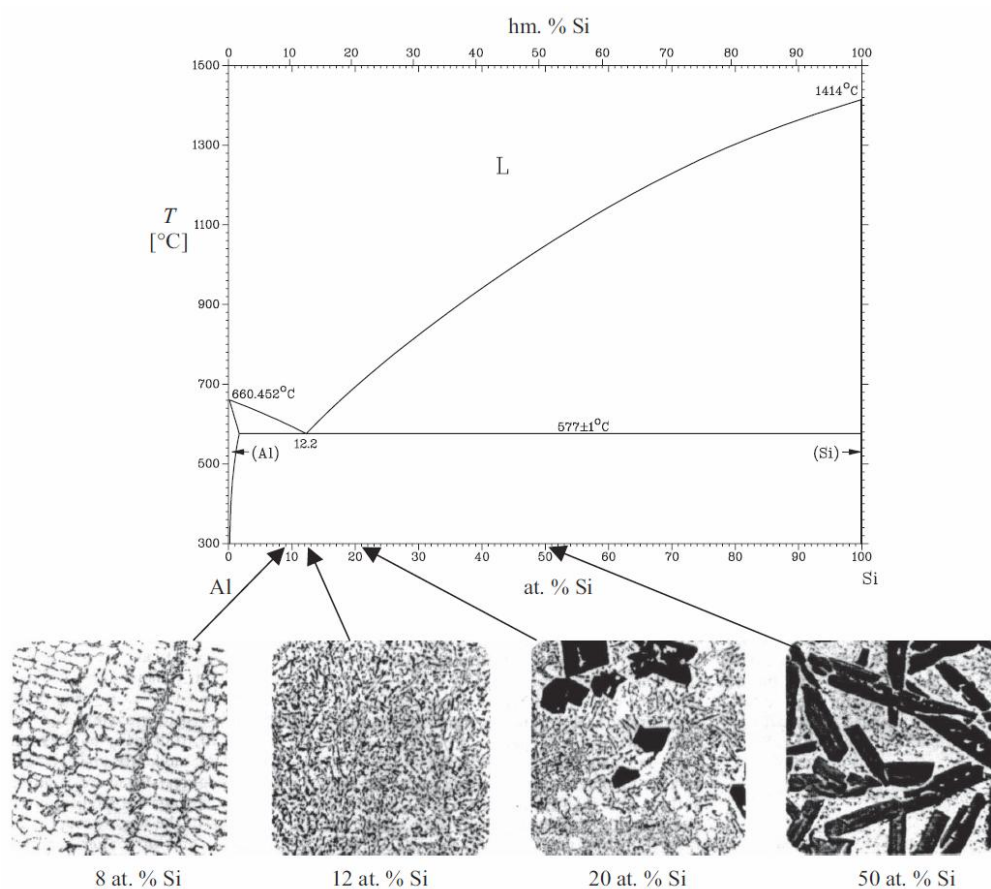 hm. % Si
0 10 20 30 40 50 60 70 80 90 100
1500
1414°C
1300
L
T
[°C]
1100
900
700
660.452°C
577±1°C
12.2
(Al)
(Si)
500
300
0 10 20 30 40 50 60 70 80 90 100
Al
at. % Si
Si
8 at. % Si
12 at. % Si
20 at. % Si
50 at. % Si